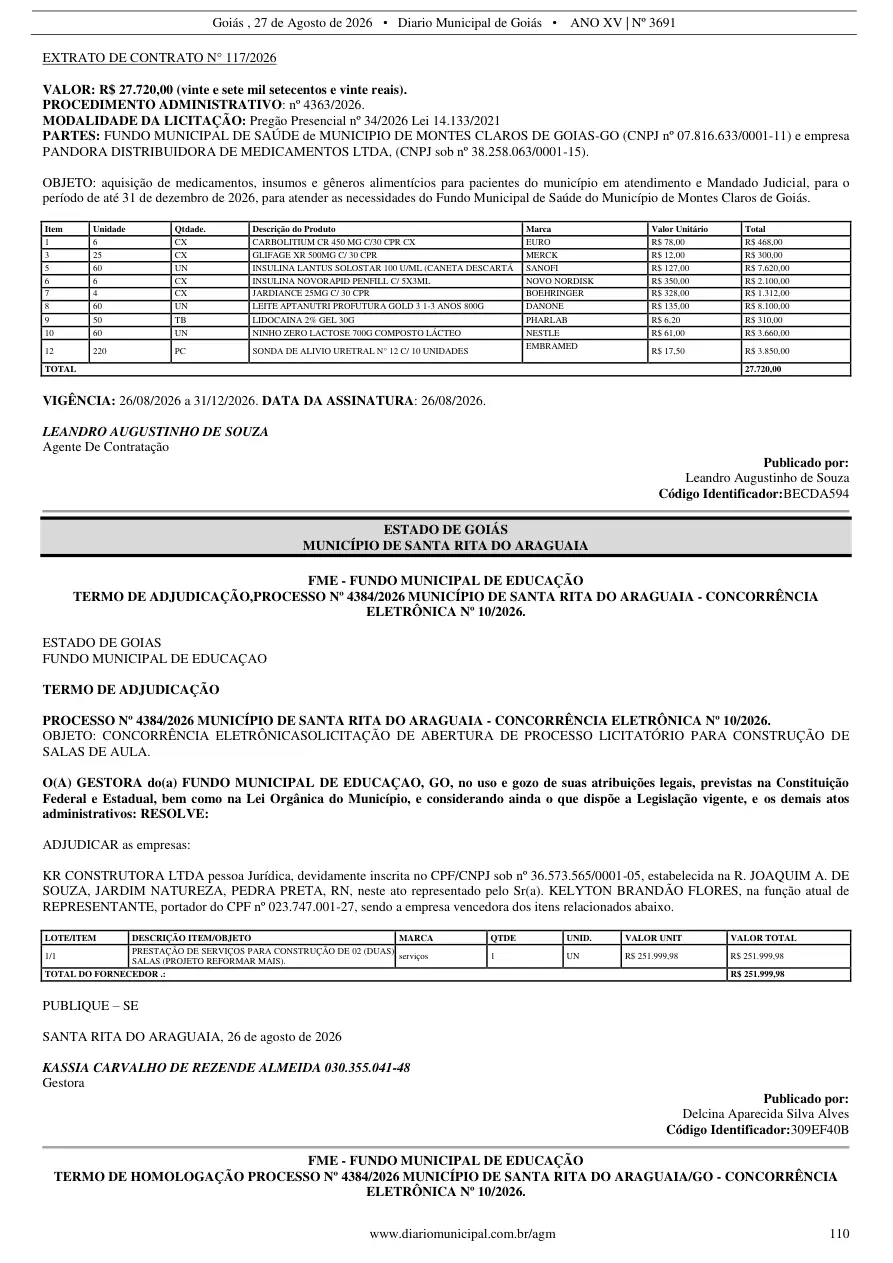 Goiás , 27 de Agosto de 2026 • Diario Municipal de Goiás • ANO XV | Nº 3691
EXTRATO DE CONTRATO N° 117/2026
VALOR: R$ 27.720,00 (vinte e sete mil setecentos e vinte reais).
PROCEDIMENTO ADMINISTRATIVO: nº 4363/2026.
MODALIDADE DA LICITAÇÃO: Pregão Presencial nº 34/2026 Lei 14.133/2021
PARTES: FUNDO MUNICIPAL DE SAÚDE de MUNICIPIO DE MONTES CLAROS DE GOIAS-GO (CNPJ nº 07.816.633/0001-11) e empresa
PANDORA DISTRIBUIDORA DE MEDICAMENTOS LTDA, (CNPJ sob nº 38.258.063/0001-15).
OBJETO: aquisição de medicamentos, insumos e gêneros alimentícios para pacientes do município em atendimento e Mandado Judicial, para o
período de até 31 de dezembro de 2026, para atender as necesidades do Fundo Municipal de Saúde do Município de Montes Claros de Goiás.
Item Unidade Qtdade. Descrição do Produto Marca Valor Unitário Total
1 6 CX CARBOLITIUM CR 450 MG C/30 CPR CX EURO R$ 78,00 R$ 468,00
3 25 CX GLIFAGE XR 500MG C/ 30 CPR MERCK R$ 12,00 R$ 300,00
5 60 UN INSULINA LANTUS SOLOSTAR 100 U/ML (CANETA DESCARTÁ SANOFI R$ 127,00 R$ 7.620,00
6 6 CX INSULINA NOVORAPID PENFILL C/ 5X3ML NOVO NORDISK R$ 350,00 R$ 2.100,00
7 4 CX JARDIANCE 25MG C/ 30 CPR BOEHRINGER R$ 328,00 R$ 1.312,00
8 60 UN LEITE APTANUTRI PROFUTURA GOLD 3 1-3 ANOS 800G DANONE R$ 135,00 R$ 8.100,00
9 50 TB LIDOCAINA 2% GEL 30G PHARLAB R$ 6,20 R$ 310,00
10 60 UN NINHO ZERO LACTOSE 700G COMPOSTO LÁCTEO NESTLE R$ 61,00 R$ 3.660,00
12 220 PC SONDA DE ALIVIO URETRAL N° 12 C/ 10 UNIDADES EMBRAMED R$ 17,50 R$ 3.850,00
TOTAL 27.720,00
VIGÊNCIA: 26/08/2026 a 31/12/2026. DATA DA ASSINATURA: 26/08/2026.
LEANDRO AUGUSTINHO DE SOUZA
Agente De Contratação
Publicado por:
Leandro Augustinho de Souza
Código Identificador:BECDA594
ESTADO DE GOIÁS
MUNICÍPIO DE SANTA RITA DO ARAGUAIA
FME - FUNDO MUNICIPAL DE EDUCAÇÃO
TERMO DE ADJUDICAÇÃO,PROCESSO Nº 4384/2026 MUNICÍPIO DE SANTA RITA DO ARAGUAIA - CONCORRÊNCIA
ELETRÔNICA Nº 10/2026.
ESTADO DE GOIAS
FUNDO MUNICIPAL DE EDUCAÇAO
TERMO DE ADJUDICAÇÃO
PROCESSO Nº 4384/2026 MUNICÍPIO DE SANTA RITA DO ARAGUAIA - CONCORRÊNCIA ELETRÔNICA Nº 10/2026.
OBJETO: CONCORRÊNCIA ELETRÔNICASOLICITAÇÃO DE ABERTURA DE PROCESSO LICITATÓRIO PARA CONSTRUÇÃO DE
SALAS DE AULA.
O(A) GESTORA do(a) FUNDO MUNICIPAL DE EDUCAÇAO, GO, no uso e gozo de suas atribuições legais, previstas na Constituição
Federal e Estadual, bem como na Lei Orgânica do Município, e considerando ainda o que dispõe a Legislação vigente, e os demais atos
administrativos: RESOLVE:
ADJUDICAR as empresas:
KR CONSTRUTORA LTDA pessoa Jurídica, devidamente inscrita no CPF/CNPJ sob nº 36.573.565/0001-05, estabelecida na R. JOAQUIM A. DE
SOUZA, JARDIM NATUREZA, PEDRA PRETA, RN, neste ato representado pelo Sr(a). KELYTON BRANDÃO FLORES, na função atual de
REPRESENTANTE, portador do CPF nº 023.747.001-27, sendo a empresa vencedora dos itens relacionados abaixo.
LOTE/ITEM DESCRIÇÃO ITEM/OBJETO MARCA QTDE UNID. VALOR UNIT VALOR TOTAL
1/1 PRESTAÇÃO DE SERVIÇOS PARA CONSTRUÇÃO DE 02 (DUAS) SALAS (PROJETO REFORMAR MAIS). serviços 1 UN R$ 251.999,98 R$ 251.999,98
TOTAL DO FORNECEDOR .: R$ 251.999,98
PUBLIQUE – SE
SANTA RITA DO ARAGUAIA, 26 de agosto de 2026
KASSIA CARVALHO DE REZENDE ALMEIDA 030.355.041-48
Gestora
Publicado por:
Delcina Aparecida Silva Alves
Código Identificador:309EF40B
FME - FUNDO MUNICIPAL DE EDUCAÇÃO
TERMO DE HOMOLOGAÇÃO PROCESSO Nº 4384/2026 MUNICÍPIO DE SANTA RITA DO ARAGUAIA/GO - CONCORRÊNCIA
ELETRÔNICA Nº 10/2026.
www.diariomunicipal.com.br/agm 110